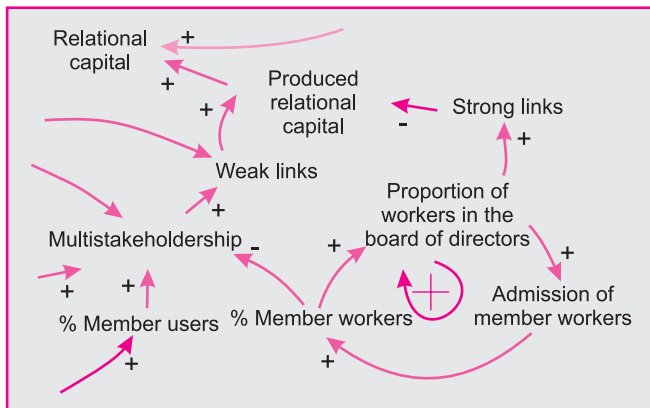 Relational
capital
+
+
Produced
relational
capital
+
-
Strong links
+
Weak links
+
Proportion of
workers in the
board of directors
Multistakeholdership
-
+
+
+
+
+
% Member users
% Member workers
Admission of
member workers
+
+